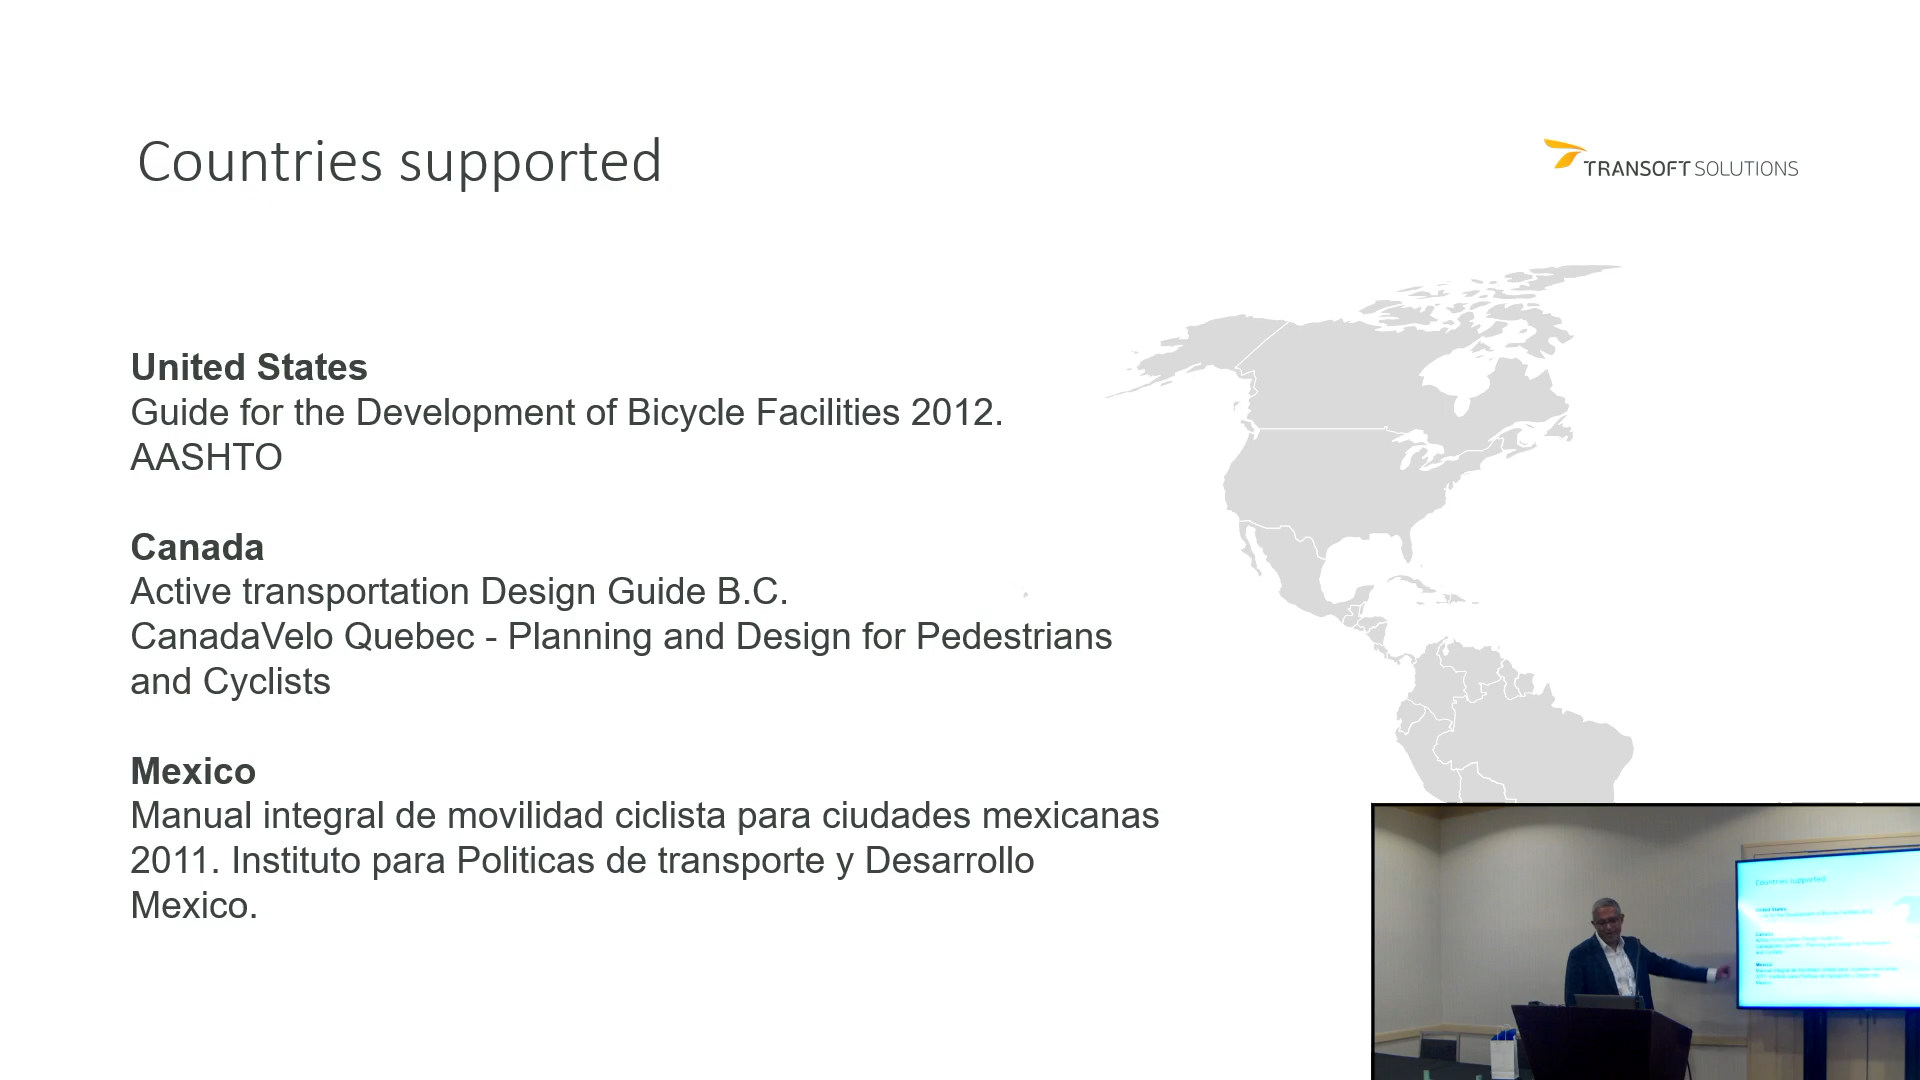 Countries supported
TRANSOFT SOLUTIONS
United States
Guide for the Development of Bicycle Facilities 2012.
AASHTO
Canada
Active transportation Design Guide B.C.
CanadaVelo Quebec - Planning and Design for Pedestrians
and Cyclists
Mexico
Manual integral de movilidad ciclista para ciudades mexicanas
2011. Instituto para Politicas de transporte y Desarrollo
Mexico.
Countries supported